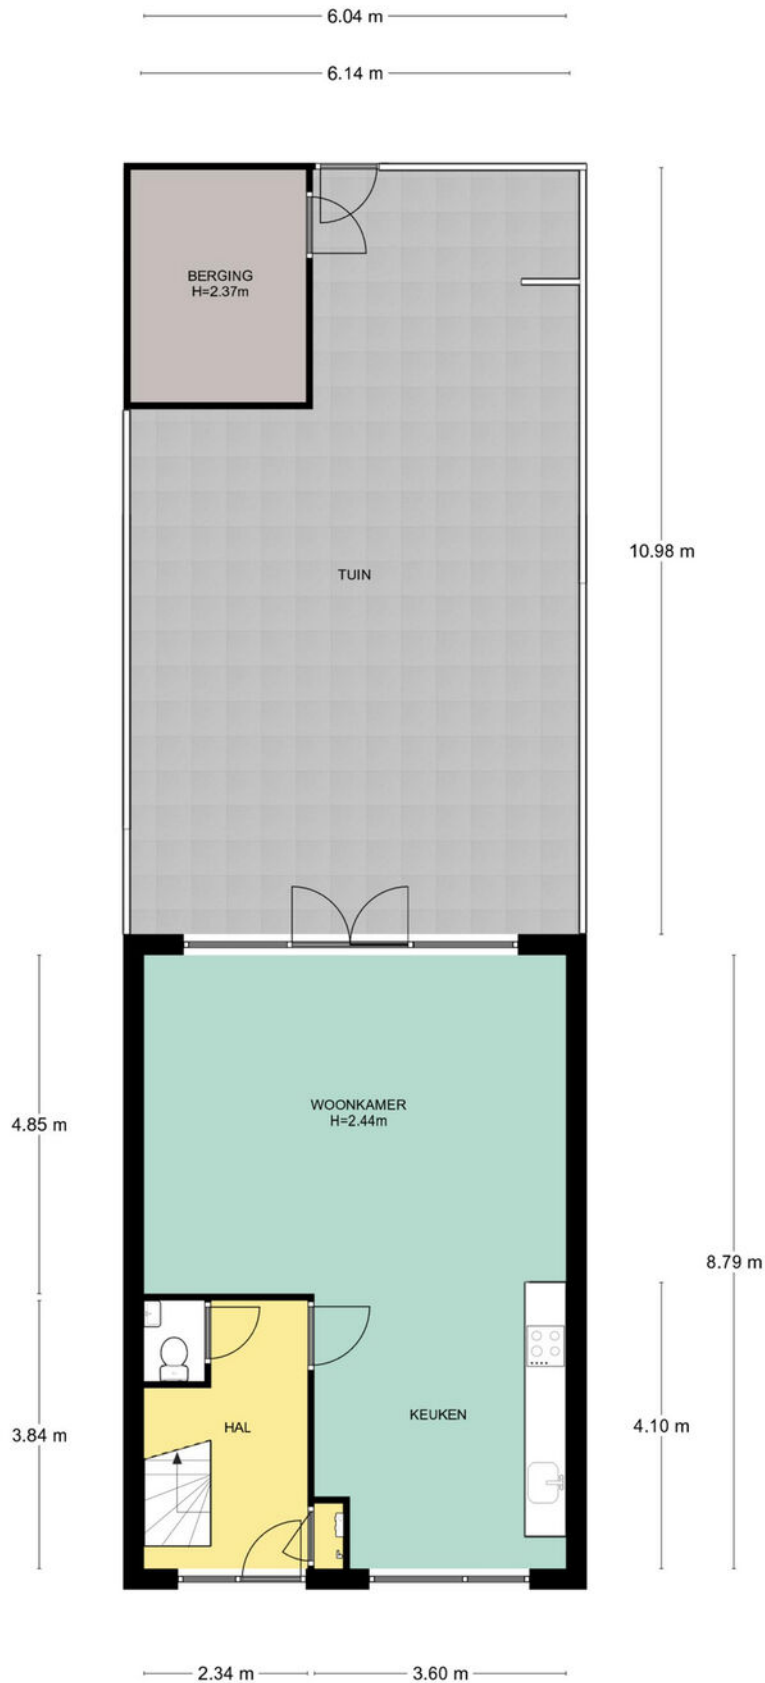 6.04 m
6.14 m
BERGING
H=2.37m
10.98 m
TUIN
WOONKAMER
H=2.44m
4.85 m
8.79 m
KEUKEN
HAL
4.10 m
3.84 m
2.34 m
3.60 m